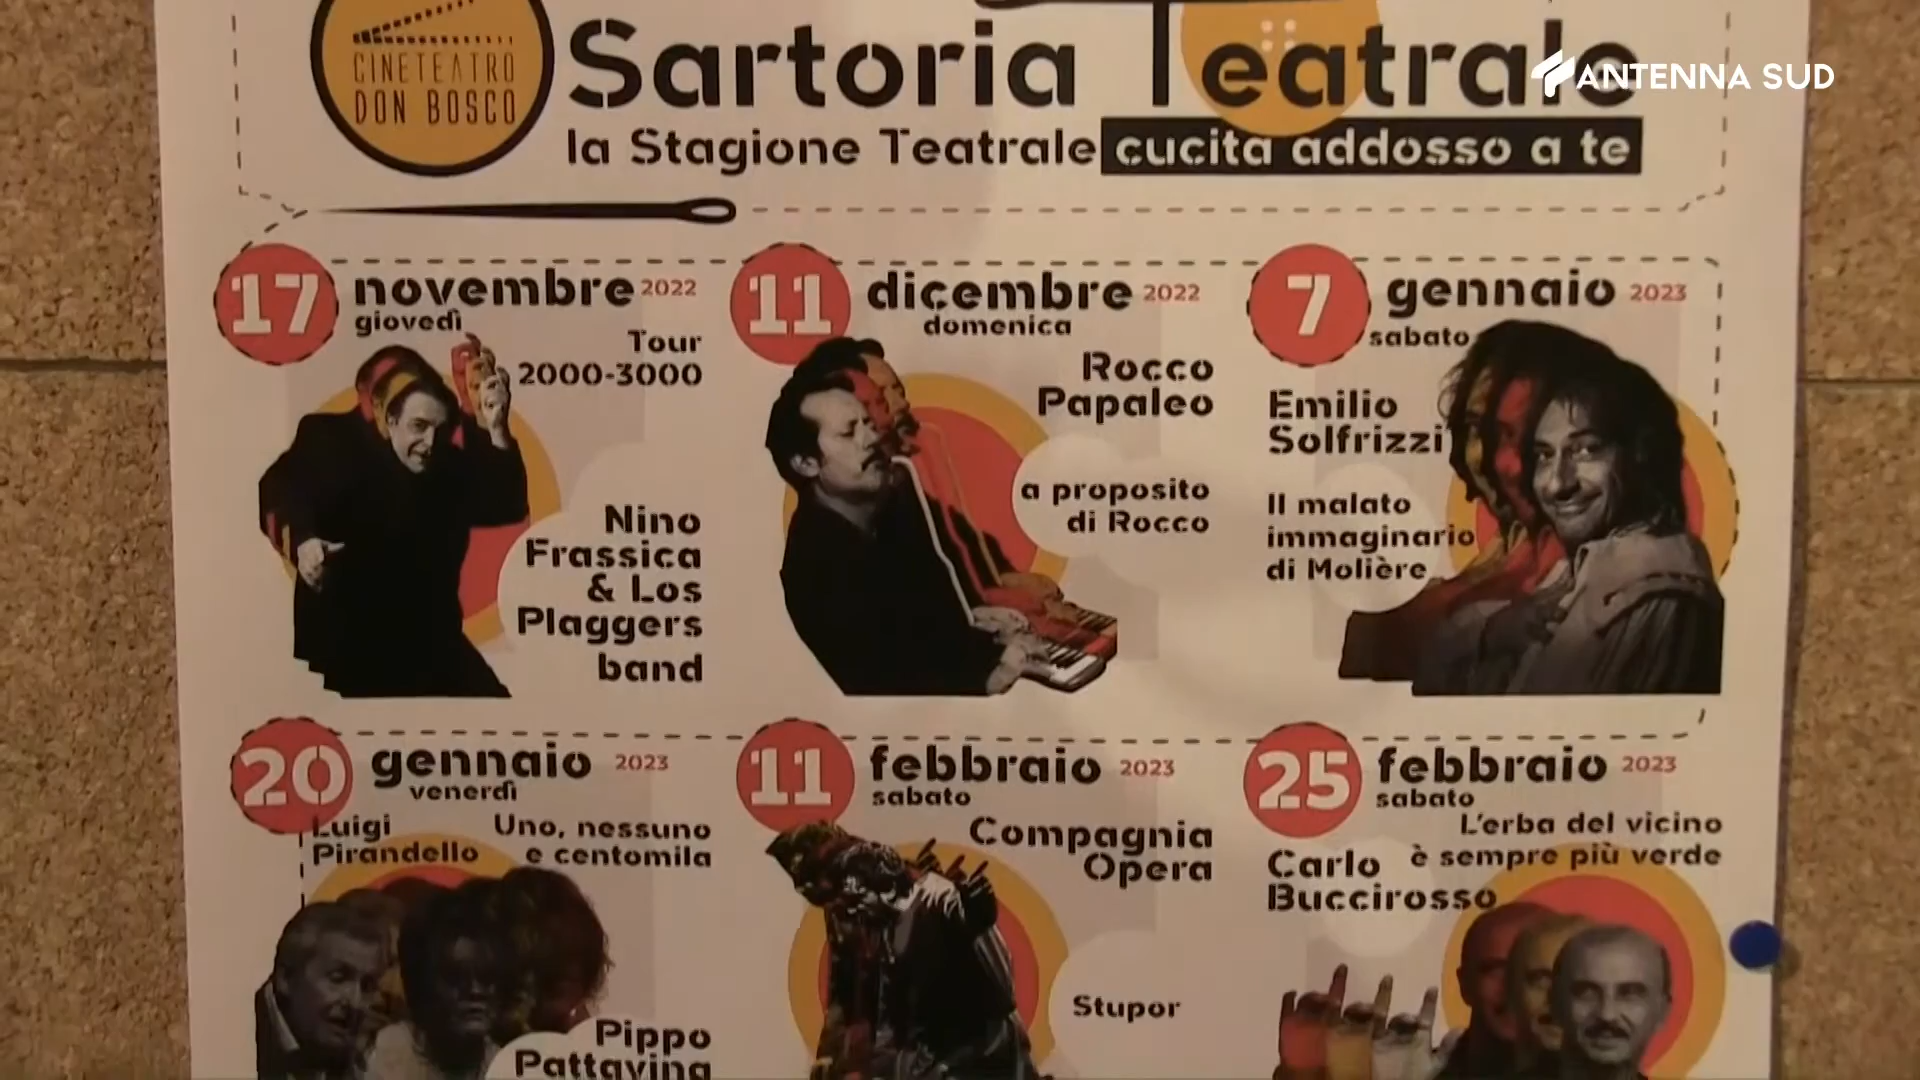 CINETEATRO
DON BOSCO
Sartoria Teatrale
la Stagione Teatrale cucita addosso a te
ANTENNA SUD
17 novembre 2022
giovedì
Tour
2000-3000
Nino
Frassica
& Los
Plaggers
band
11 dicembre 2022
domenica
Rocco
Papaleo
a proposito
di Rocco
7 gennaio 2023
sabato
Emilio
Solfrizzi
Il malato
immaginario
di Molière
20 gennaio 2023
venerdì
Luigi
Pirandello
Uno, nessuno
e centomila
Pippo
Pattavina
11 febbraio 2023
sabato
Compagnia
Opera
Stupor
25 febbraio 2023
sabato
L'erba del vicino
è sempre più verde
Carlo
Buccirosso